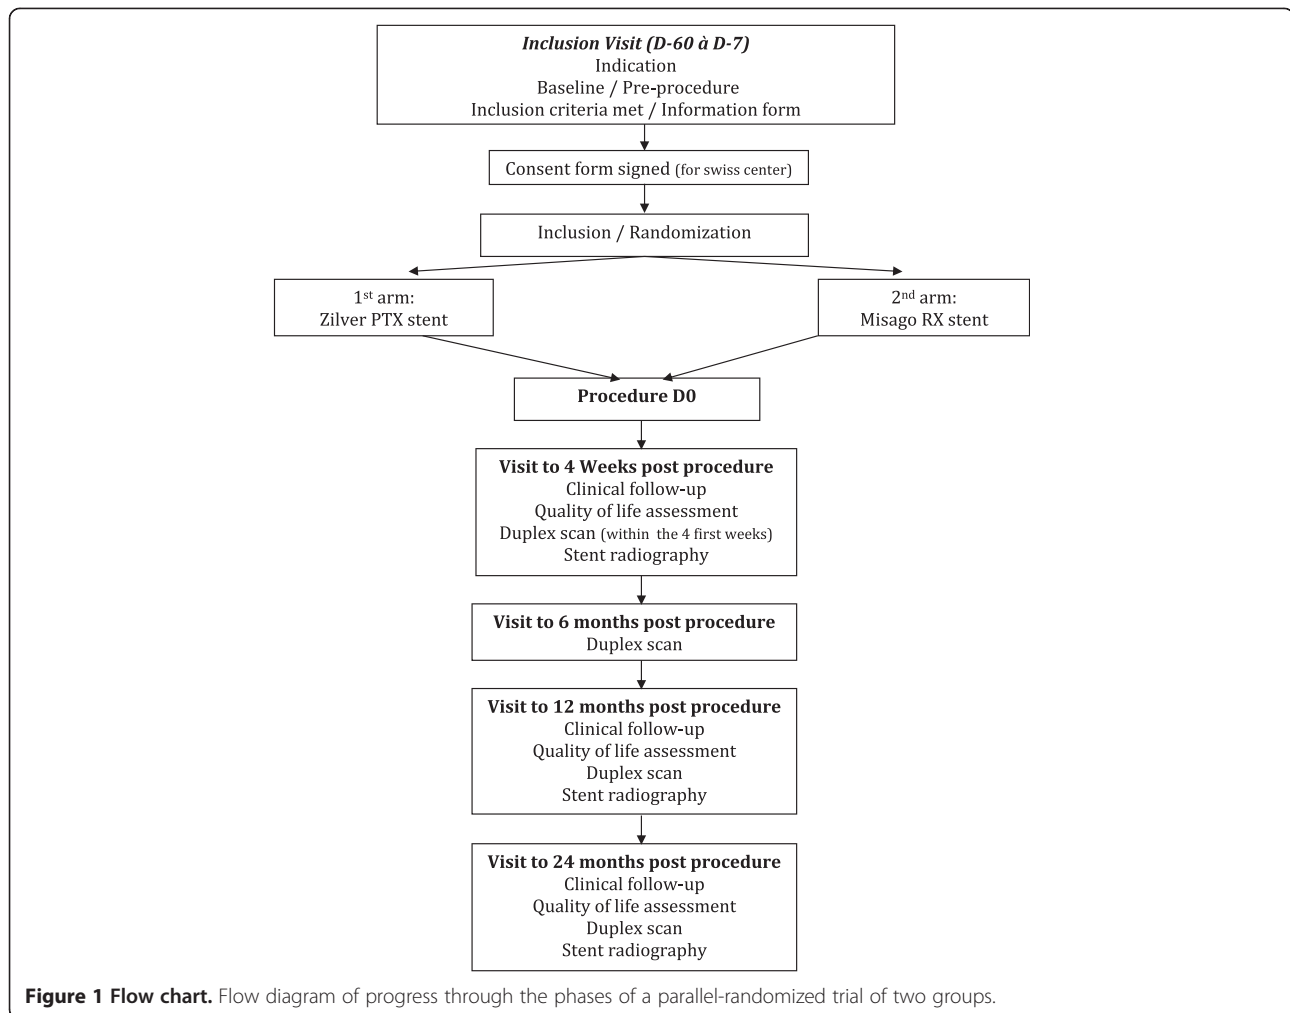 Inclusion Visit (D-60 à D-7)
Indication
Baseline / Pre-procedure
Inclusion criteria met / Information form
Consent form signed (for swiss center)
Inclusion / Randomization
1st arm:
Zilver PTX stent
2nd arm:
Misago RX stent
Procedure D0
Visit to 4 Weeks post procedure
Clinical follow-up
Quality of life assessment
Duplex scan (within the 4 first weeks)
Stent radiography
Visit to 6 months post procedure
Duplex scan
Visit to 12 months post procedure
Clinical follow-up
Quality of life assessment
Duplex scan
Stent radiography
Visit to 24 months post procedure
Clinical follow-up
Quality of life assessment
Duplex scan
Stent radiography
Figure 1 Flow chart. Flow diagram of progress through the phases of a parallel-randomized trial of two groups.